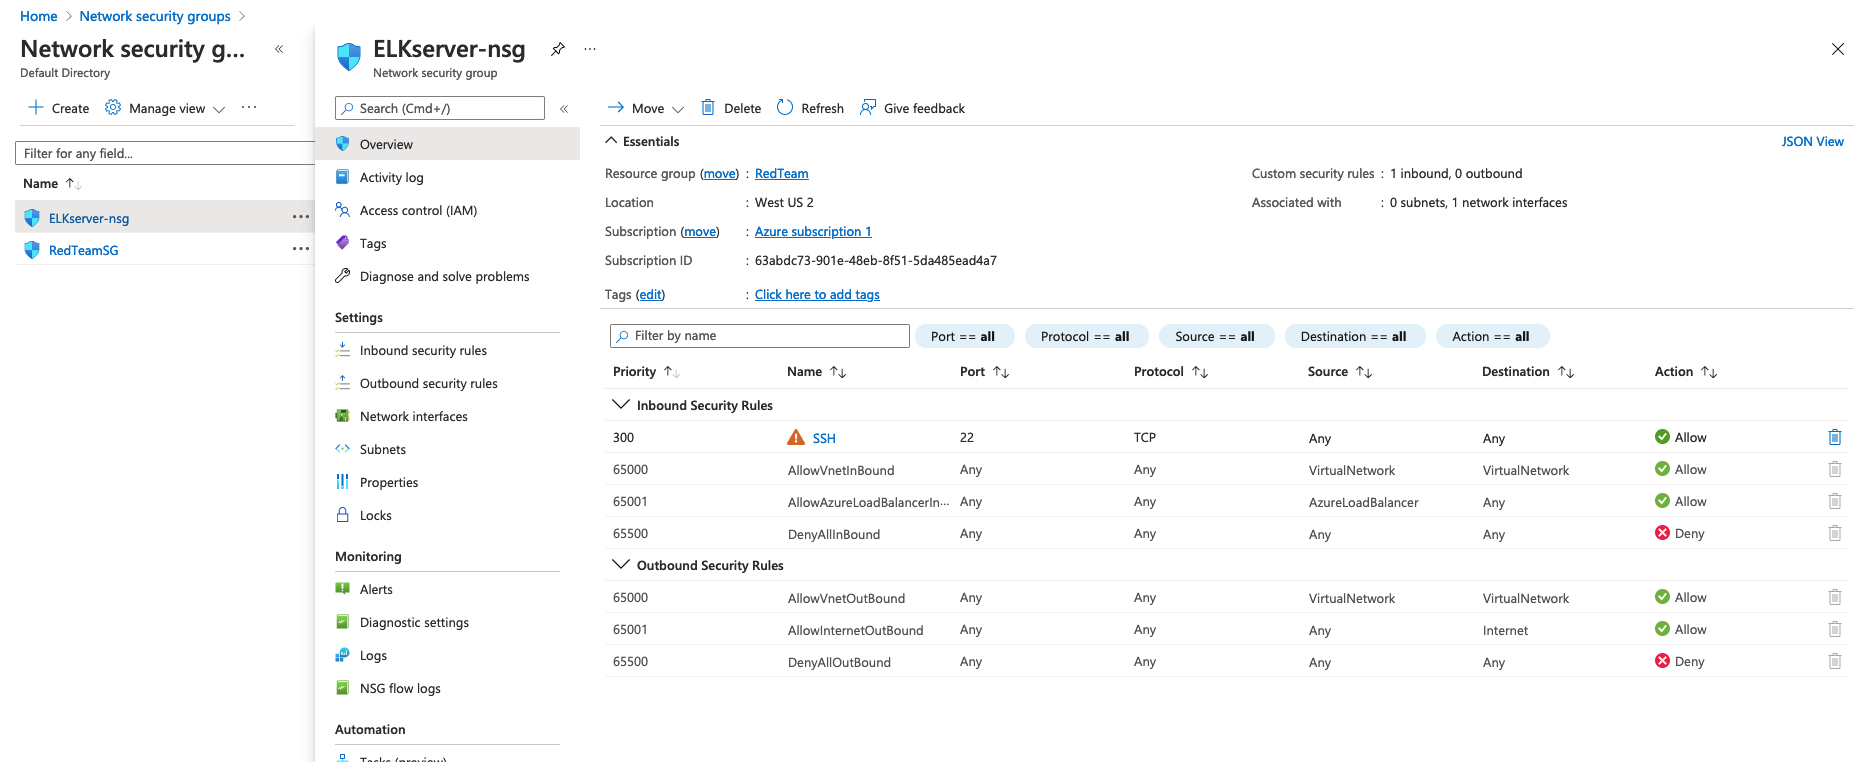 Home > Network security groups >
Network security g... «
Default Directory
+ Create Manage view ...
Filter for any field...
Name ↑↓
ELKserver-nsg ...
RedTeamSG ...
ELKserver-nsg ...
Network security group
Search (Cmd+/) «
Overview
Activity log
Access control (IAM)
Tags
Diagnose and solve problems
Settings
Inbound security rules
Outbound security rules
Network interfaces
Subnets
Properties
Locks
Monitoring
Alerts
Diagnostic settings
Logs
NSG flow logs
Automation
Tasks (preview)
Move Delete Refresh Give feedback
Essentials JSON View
Resource group (move) : RedTeam
Location : West US 2
Subscription (move) : Azure subscription 1
Subscription ID : 63abdc73-901e-48eb-8f51-5da485ead4a7
Tags (edit) : Click here to add tags
Custom security rules : 1 inbound, 0 outbound
Associated with : 0 subnets, 1 network interfaces
Filter by name Port == all Protocol == all Source == all Destination == all Action == all
Priority ↑↓ Name ↑↓ Port ↑↓ Protocol ↑↓ Source ↑↓ Destination ↑↓ Action ↑↓
Inbound Security Rules
300 SSH 22 TCP Any Any Allow
65000 AllowVnetInBound Any Any VirtualNetwork VirtualNetwork Allow
65001 AllowAzureLoadBalancerIn... Any Any AzureLoadBalancer Any Allow
65500 DenyAllInBound Any Any Any Any Deny
Outbound Security Rules
65000 AllowVnetOutBound Any Any VirtualNetwork VirtualNetwork Allow
65001 AllowInternetOutBound Any Any Any Internet Allow
65500 DenyAllOutBound Any Any Any Any Deny